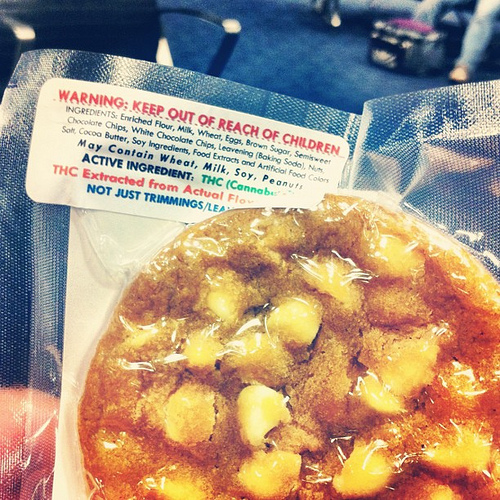 WARNING: KEEP OUT OF REACH OF CHILDREN
INGREDIENTS: Enriched Flour, Milk, Wheat, Eggs, Brown Sugar, Semisweet
Chocolate Chips, White Chocolate Chips, Leavening (Baking Soda), Nuts,
Salt, Cocoa Butter, Soy Ingredients, Food Extracts and Artificial Food Colors
May Contain Wheat, Milk, Soy, Peanuts
ACTIVE INGREDIENT: THC
THC Extracted from Actual
NOT JUST